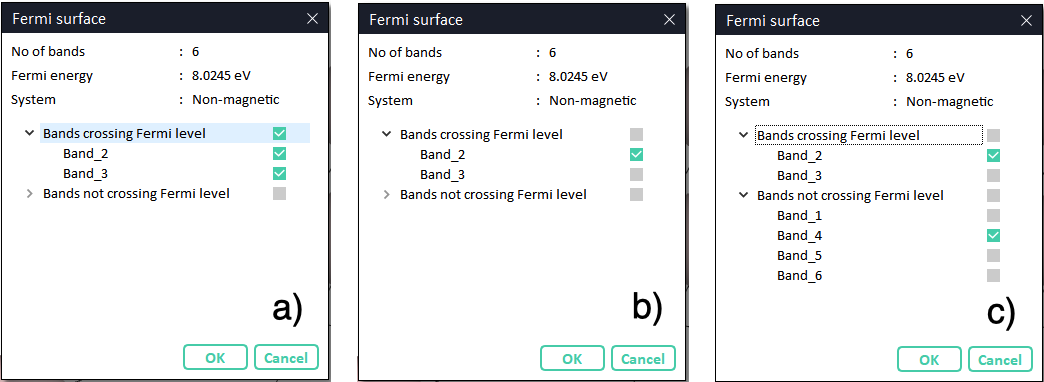 Fermi surface
No of bands : 6
Fermi energy : 8.0245 eV
System : Non-magnetic
Bands crossing Fermi level
Band_2
Band_3
Bands not crossing Fermi level
a)
OK Cancel
Fermi surface
No of bands : 6
Fermi energy : 8.0245 eV
System : Non-magnetic
Bands crossing Fermi level
Band_2
Band_3
Bands not crossing Fermi level
b)
OK Cancel
Fermi surface
No of bands : 6
Fermi energy : 8.0245 eV
System : Non-magnetic
Bands crossing Fermi level
Band_2
Band_3
Bands not crossing Fermi level
Band_1
Band_4
Band_5
Band_6
c)
OK Cancel